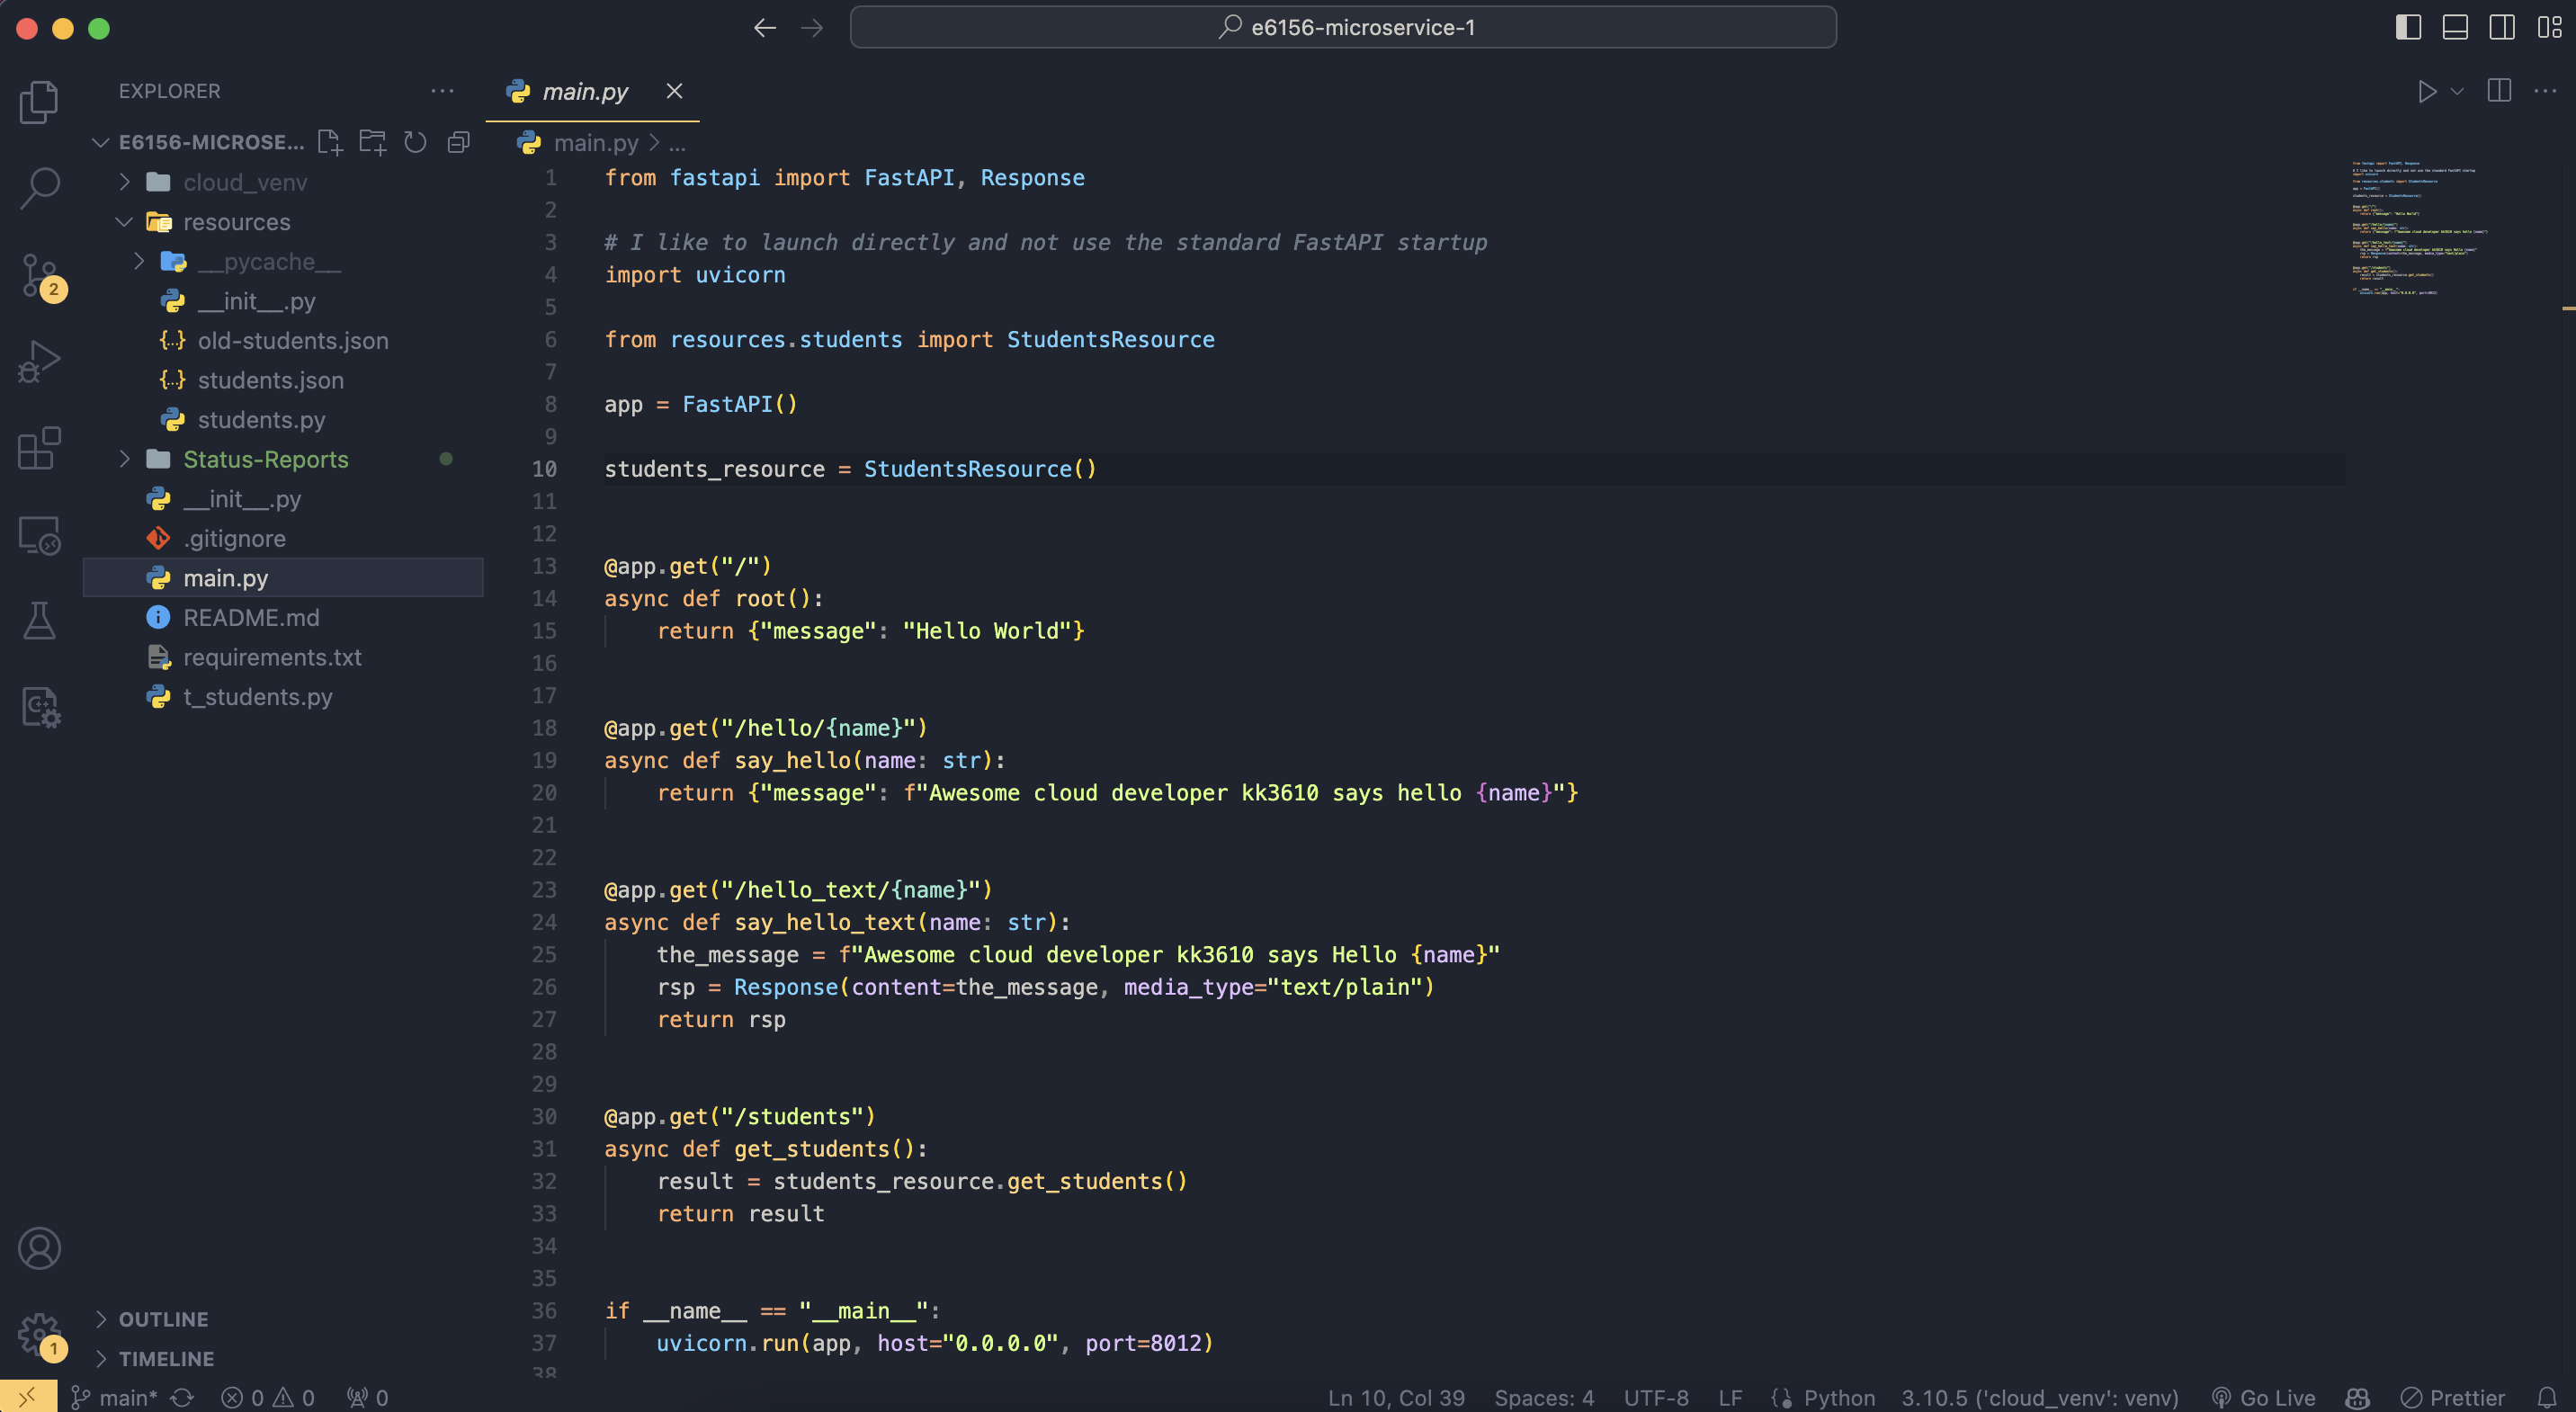 e6156-microservice-1
EXPLORER
E6156-MICROSE...
cloud_venv
resources
__pycache__
__init__.py
old-students.json
students.json
students.py
Status-Reports
__init__.py
.gitignore
main.py
README.md
requirements.txt
t_students.py
OUTLINE
TIMELINE
2
1
main.py
main.py > ...
1 from fastapi import FastAPI, Response
2
3 # I like to launch directly and not use the standard FastAPI startup
4 import uvicorn
5
6 from resources.students import StudentsResource
7
8 app = FastAPI()
9
10 students_resource = StudentsResource()
11
12
13 @app.get("/")
14 async def root():
15     return {"message": "Hello World"}
16
17
18 @app.get("/hello/{name}")
19 async def say_hello(name: str):
20     return {"message": f"Awesome cloud developer kk3610 says hello {name}"}
21
22
23 @app.get("/hello_text/{name}")
24 async def say_hello_text(name: str):
25     the_message = f"Awesome cloud developer kk3610 says Hello {name}"
26     rsp = Response(content=the_message, media_type="text/plain")
27     return rsp
28
29
30 @app.get("/students")
31 async def get_students():
32     result = students_resource.get_students()
33     return result
34
35
36 if __name__ == "__main__":
37     uvicorn.run(app, host="0.0.0.0", port=8012)
38
main* 0 0 0 Ln 10, Col 39 Spaces: 4 UTF-8 LF Python 3.10.5 ('cloud_venv': venv) Go Live Prettier